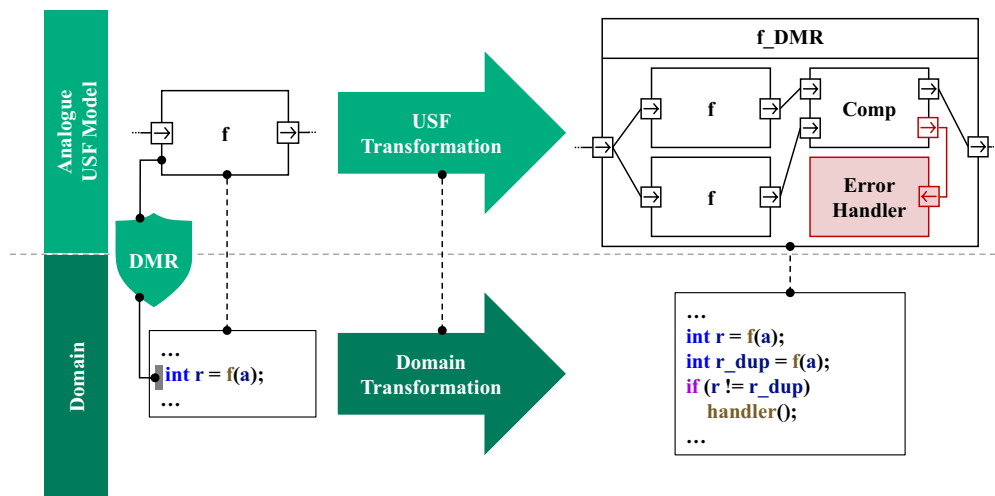 Analogue
USF Model
f
USF
Transformation
f_DMR
f
Comp
f
Error
Handler
DMR
Domain
...
int r = f(a);
...
Domain
Transformation
...
int r = f(a);
int r_dup = f(a);
if (r != r_dup)
handler();
...